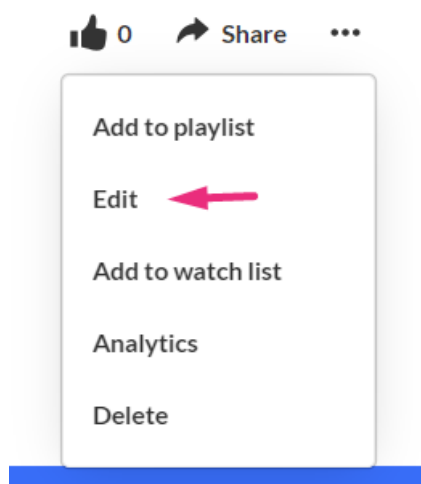 0 Share •••
Add to playlist
Edit
Add to watch list
Analytics
Delete